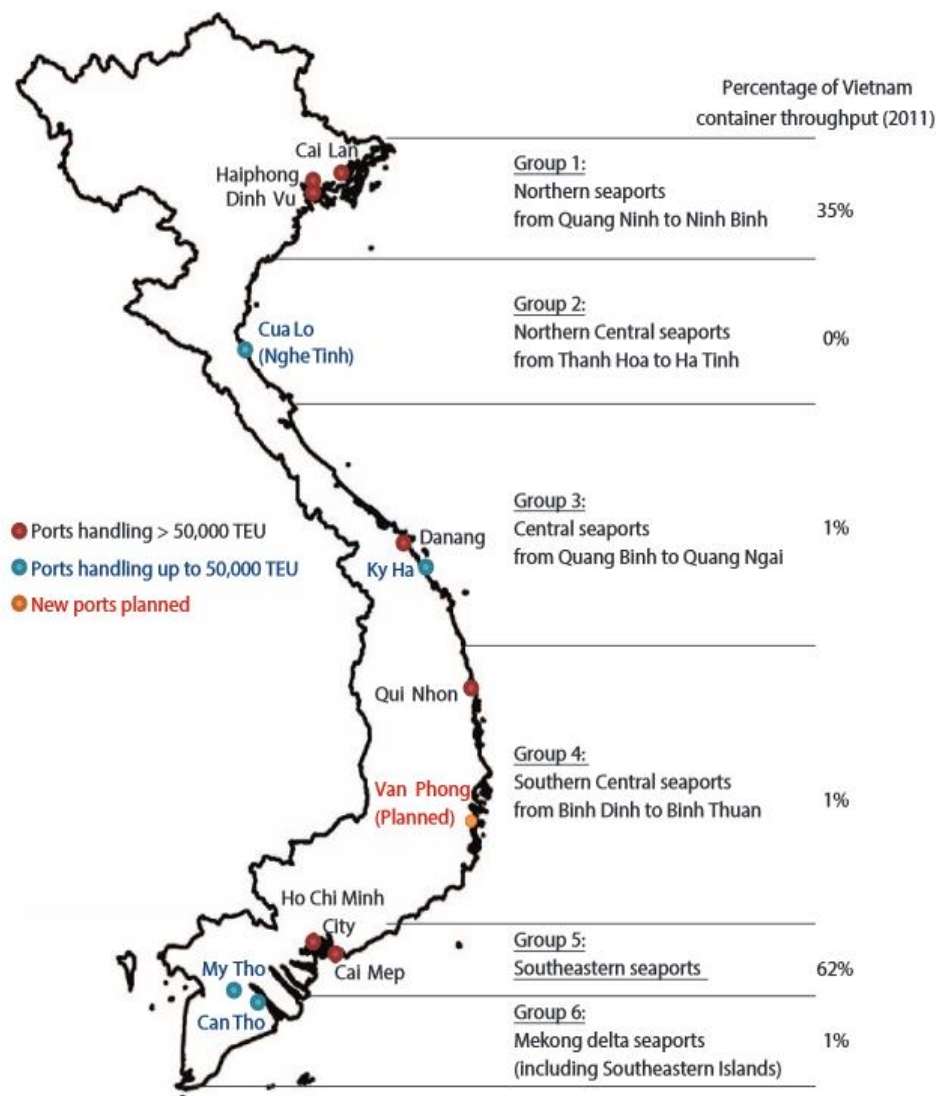 Percentage of Vietnam
container throughput (2011)
Cai Lan
Haiphong
Dinh Vu
Group 1:
Northern seaports
from Quang Ninh to Ninh Binh
35%
Cua Lo
(Nghe Tinh)
Group 2:
Northern Central seaports
from Thanh Hoa to Ha Tinh
0%
Ports handling > 50,000 TEU
Ports handling up to 50,000 TEU
New ports planned
Danang
Ky Ha
Group 3:
Central seaports
from Quang Binh to Quang Ngai
1%
Qui Nhon
Van Phong
(Planned)
Group 4:
Southern Central seaports
from Binh Dinh to Binh Thuan
1%
Ho Chi Minh
City
Cai Mep
Group 5:
Southeastern seaports
62%
My Tho
Can Tho
Group 6:
Mekong delta seaports
(including Southeastern Islands)
1%